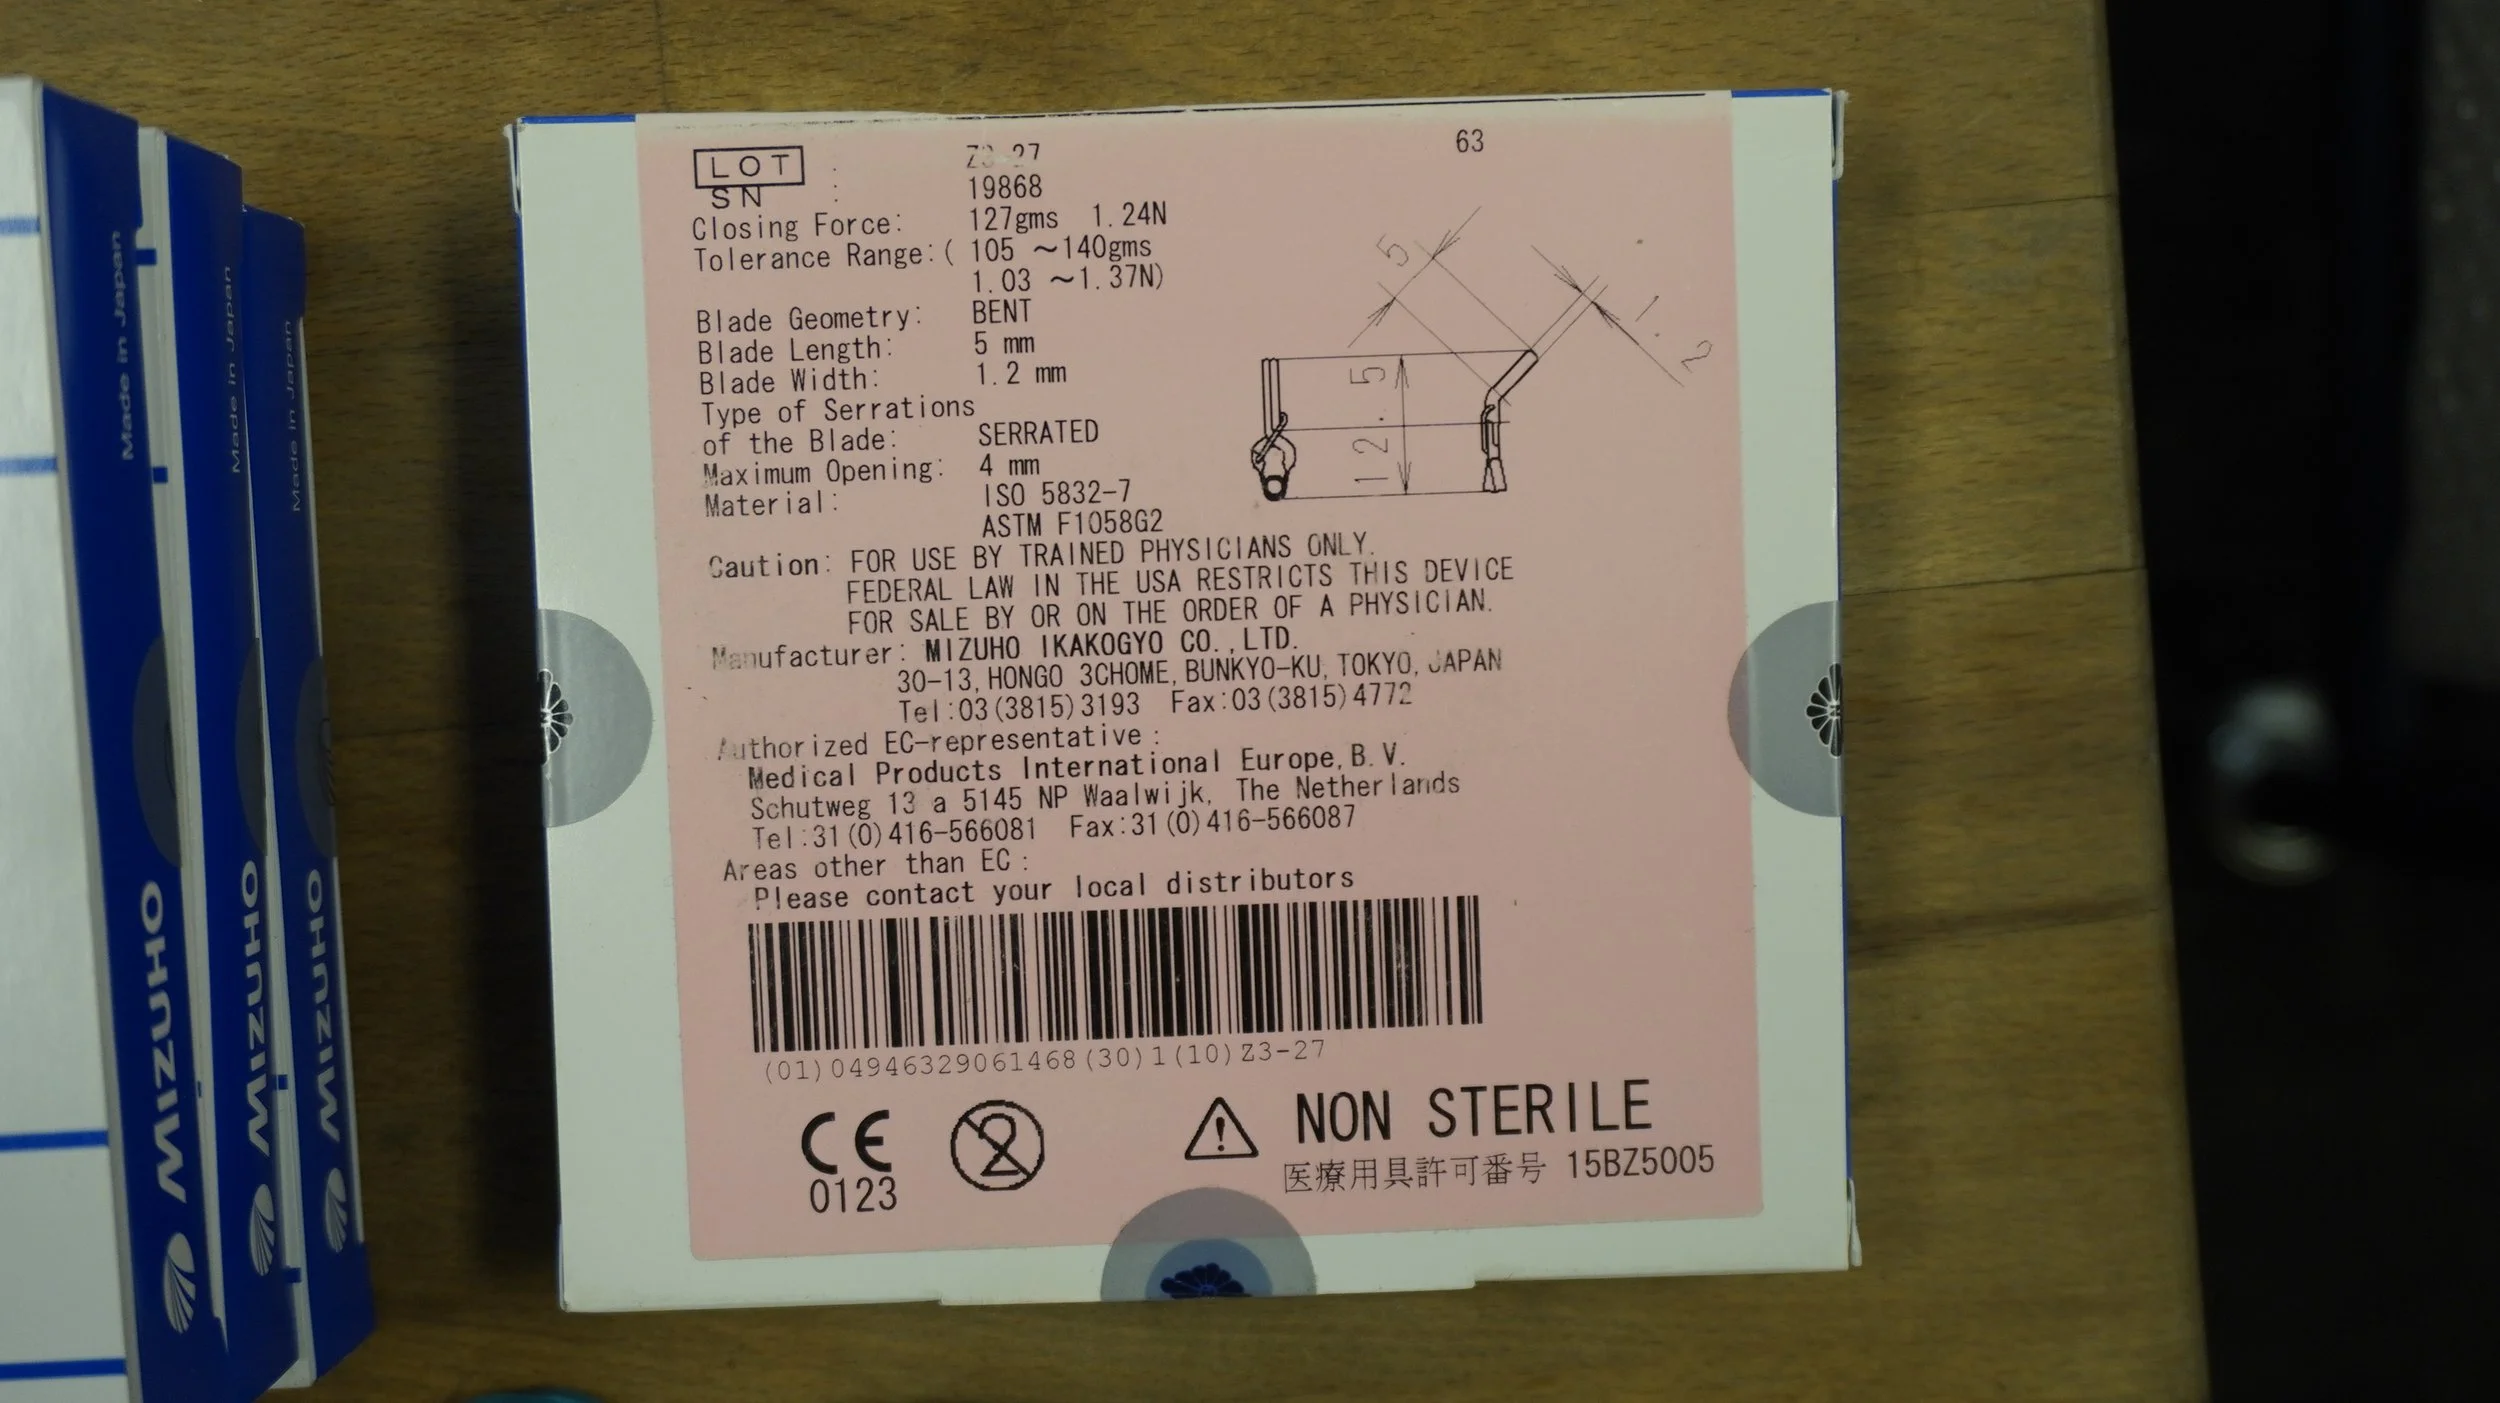 63
LOT : Z3-27
SN : 19868
Closing Force: 127gms 1.24N
Tolerance Range:( 105 ~140gms
1.03 ~1.37N)
Blade Geometry: BENT
Blade Length: 5 mm
Blade Width: 1.2 mm
Type of Serrations
of the Blade: SERRATED
Maximum Opening: 4 mm
Material: ISO 5832-7
ASTM F1058G2
5
1.2
12.5
Caution: FOR USE BY TRAINED PHYSICIANS ONLY.
FEDERAL LAW IN THE USA RESTRICTS THIS DEVICE
FOR SALE BY OR ON THE ORDER OF A PHYSICIAN.
Manufacturer: MIZUHO IKAKOGYO CO.,LTD.
30-13, HONGO 3CHOME, BUNKYO-KU, TOKYO, JAPAN
Tel:03(3815)3193 Fax:03(3815)4772
Authorized EC-representative :
Medical Products International Europe, B. V.
Schutweg 13 a 5145 NP Waalwijk, The Netherlands
Tel:31(0)416-566081 Fax:31(0)416-566087
Areas other than EC :
Please contact your local distributors
(01)04946329061468(30)1(10)Z3-27
CE
0123
2
NON STERILE
医療用具許可番号 15BZ5005
Made in Japan
MIZUHO
Made in Japan
MIZUHO
Made in Japan
MIZUHO